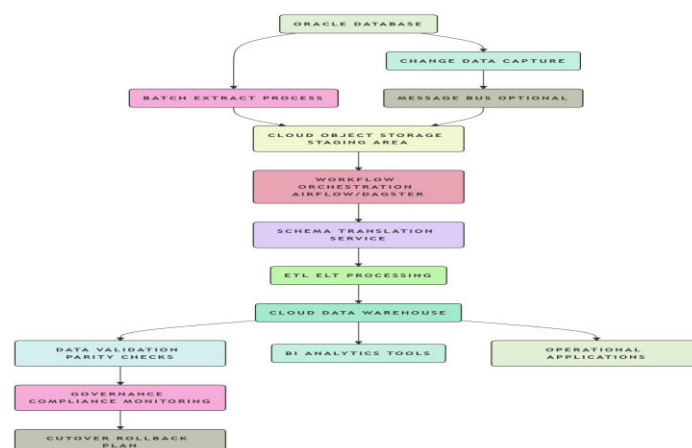 ORACLE DATABASE
CHANGE DATA CAPTURE
BATCH EXTRACT PROCESS
MESSAGE BUS OPTIONAL
CLOUD OBJECT STORAGE
STAGING AREA
WORKFLOW
ORCHESTRATION
AIRFLOW/DAGSTER
SCHEMA TRANSLATION
SERVICE
ETL ELT PROCESSING
CLOUD DATA WAREHOUSE
DATA VALIDATION
PARITY CHECKS
BI ANALYTICS TOOLS
OPERATIONAL
APPLICATIONS
GOVERNANCE
COMPLIANCE MONITORING
CUTOVER ROLLBACK
PLAN